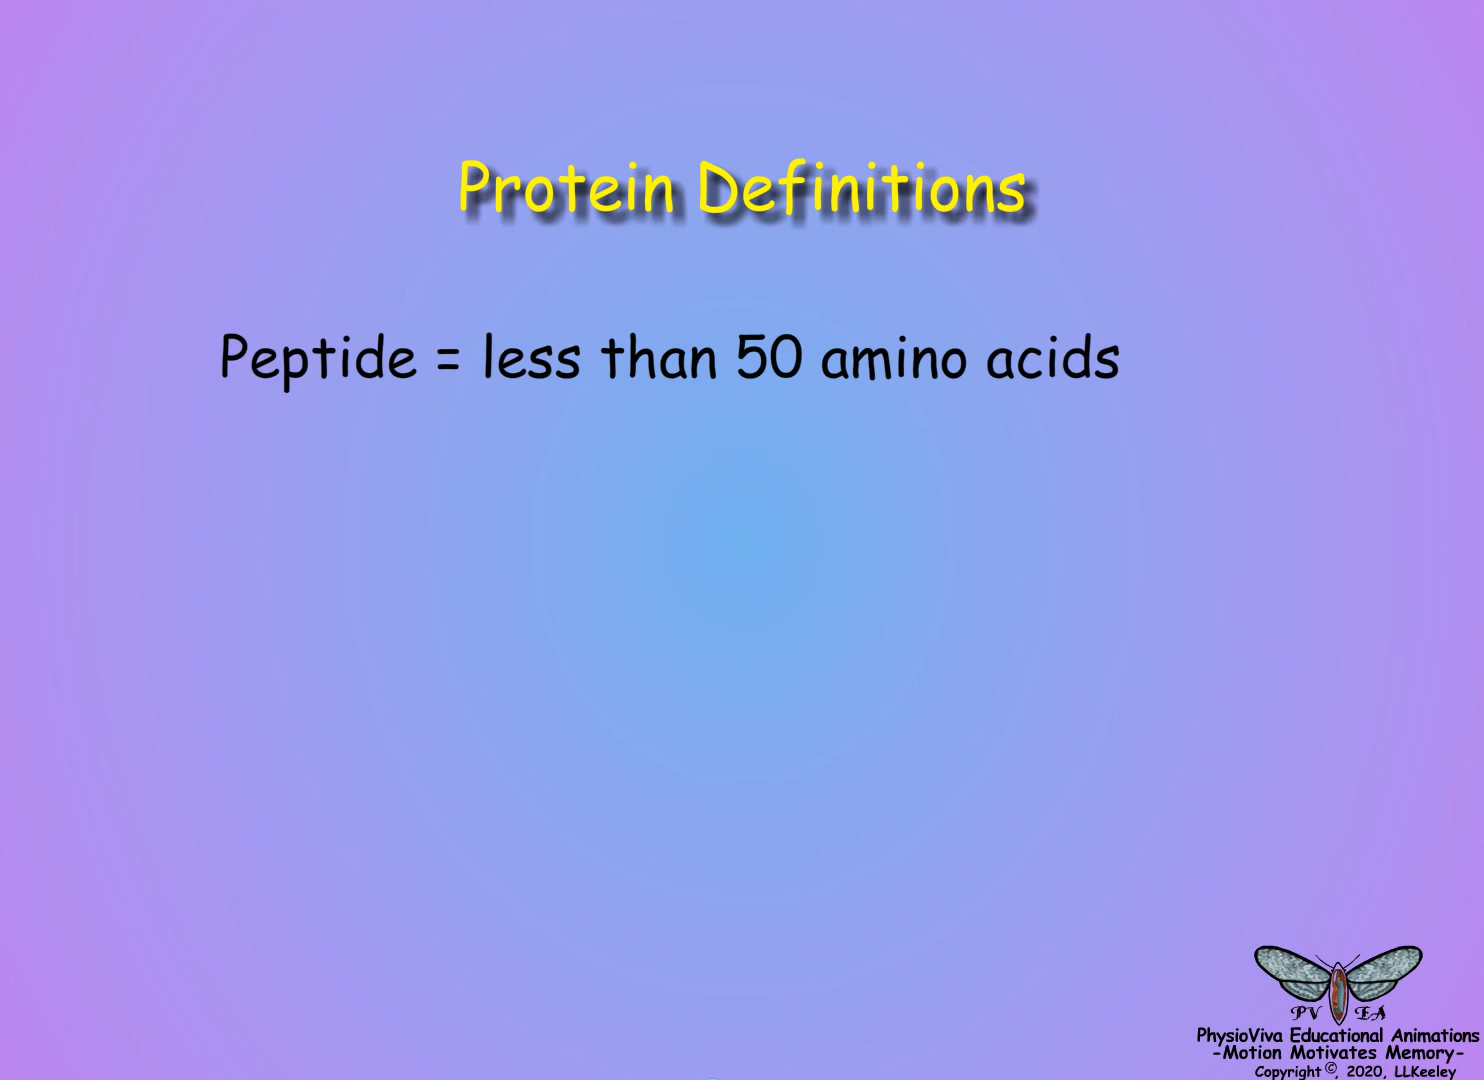 Protein Definitions
Peptide = less than 50 amino acids
PV EA
PhysioViva Educational Animations
-Motion Motivates Memory-
Copyright ©, 2020, LLKeeley